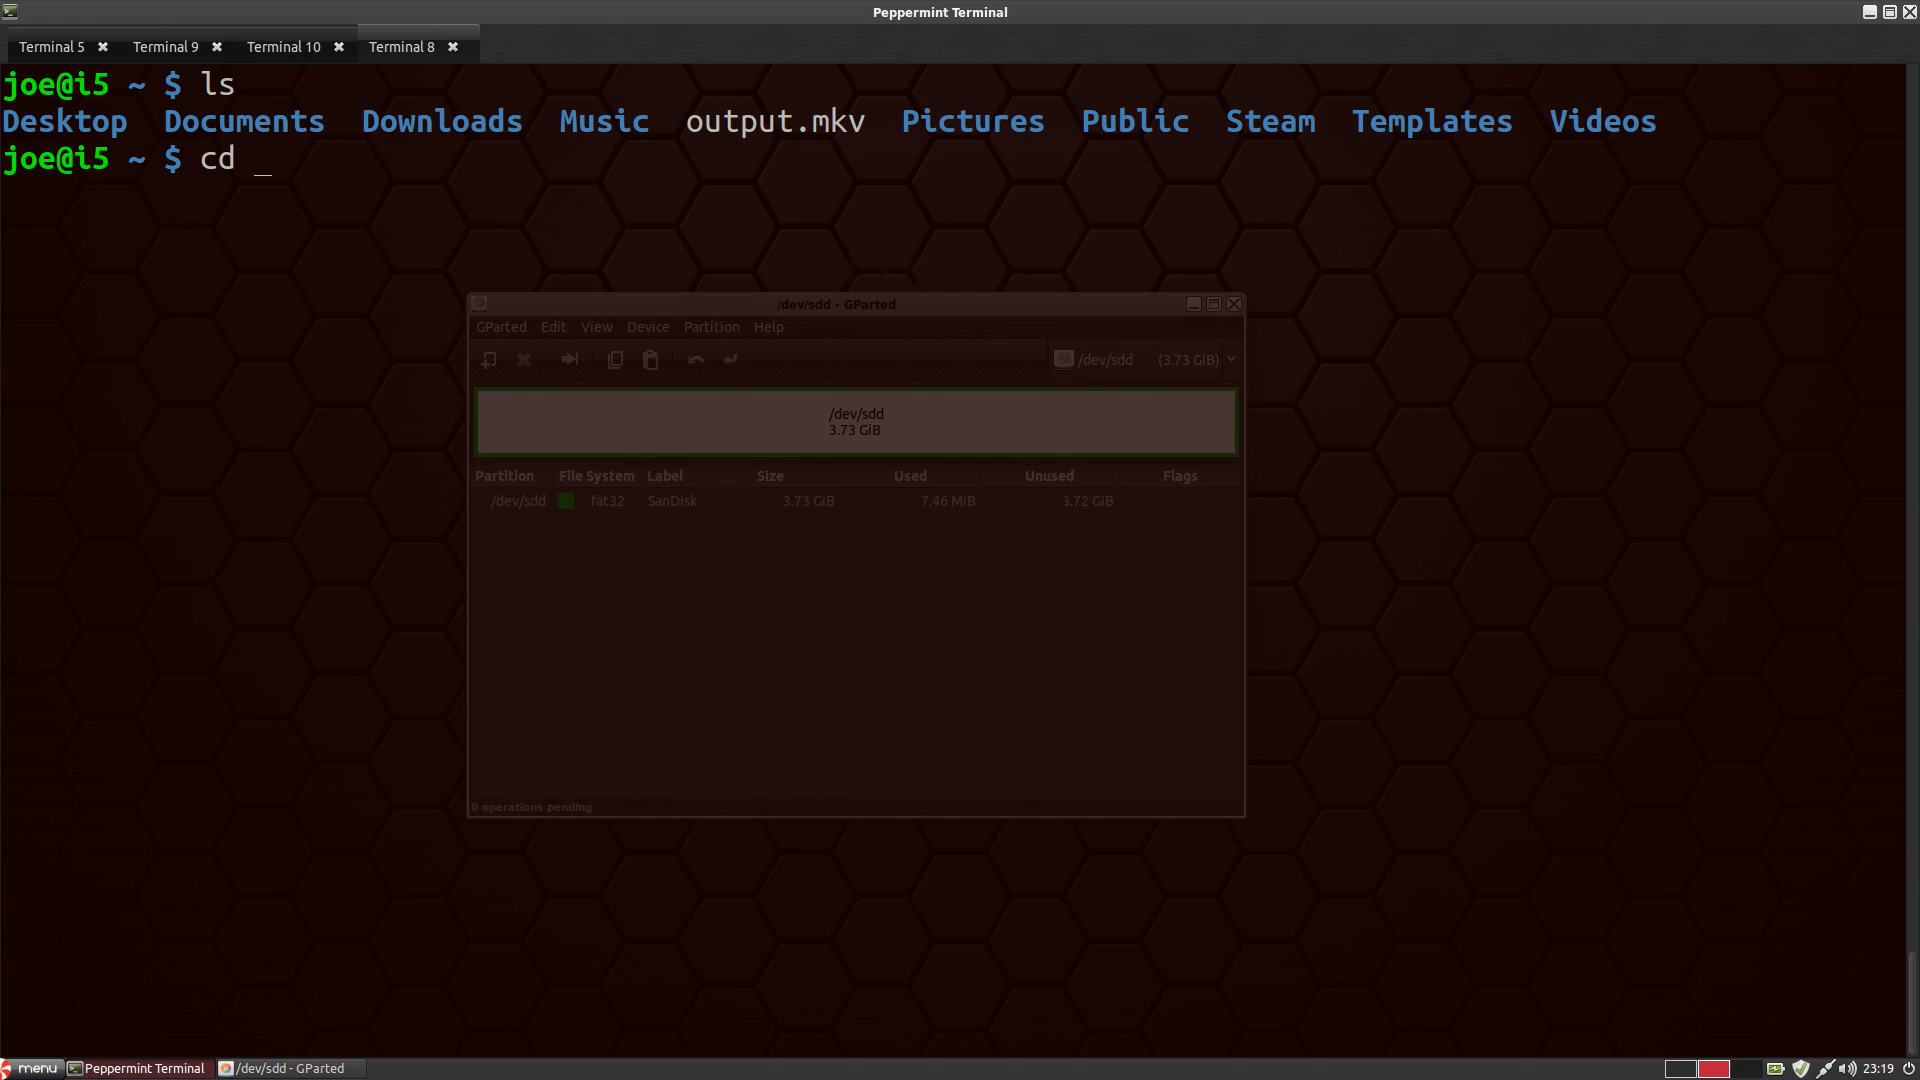 Peppermint Terminal
Terminal 5 Terminal 9 Terminal 10 Terminal 8
joe@i5 ~ $ ls
Desktop Documents Downloads Music output.mkv Pictures Public Steam Templates Videos
joe@i5 ~ $ cd _
/dev/sdd - GParted
GParted Edit View Device Partition Help
/dev/sdd (3.73 GiB)
/dev/sdd
3.73 GiB
Partition File System Label Size Used Unused Flags
/dev/sdd fat32 SanDisk 3.73 GiB 7.46 MiB 3.72 GiB
0 operations pending
menu Peppermint Terminal /dev/sdd - GParted 23:19